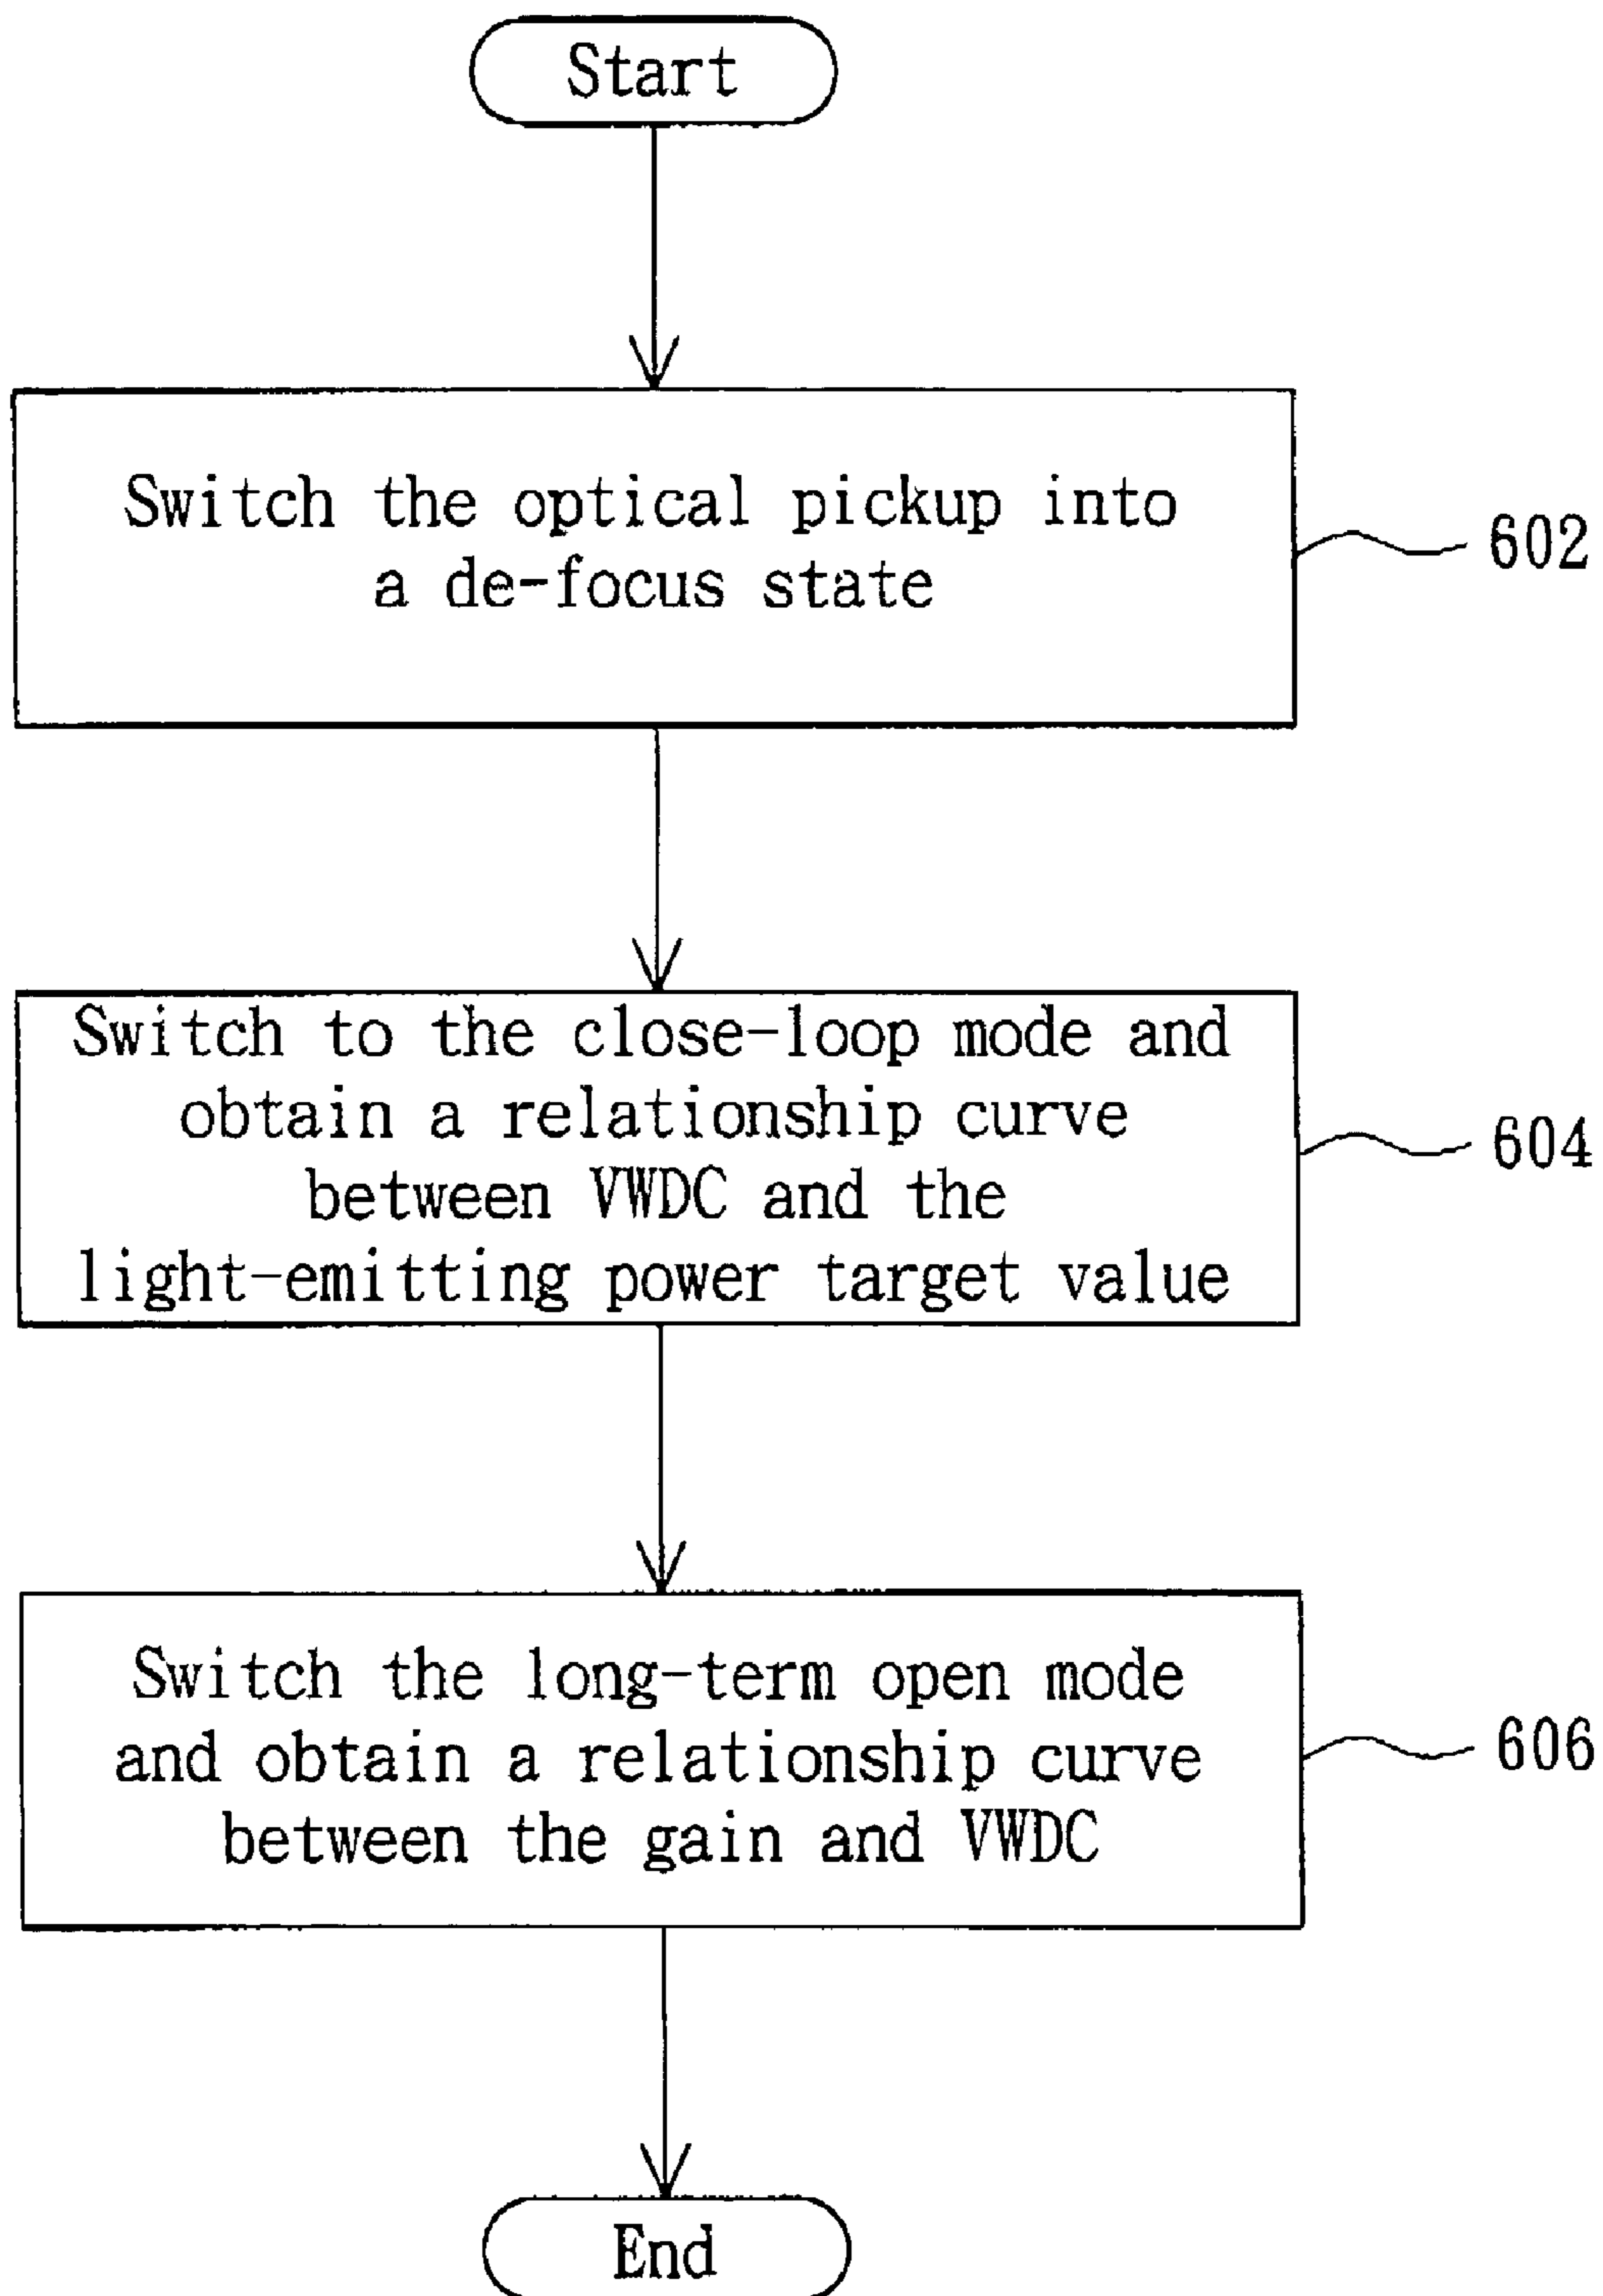 Start
Switch the optical pickup into
a de-focus state
602
Switch to the close-loop mode and
obtain a relationship curve
between VWDC and the
light-emitting power target value
604
Switch the long-term open mode
and obtain a relationship curve
between the gain and VWDC
606
End